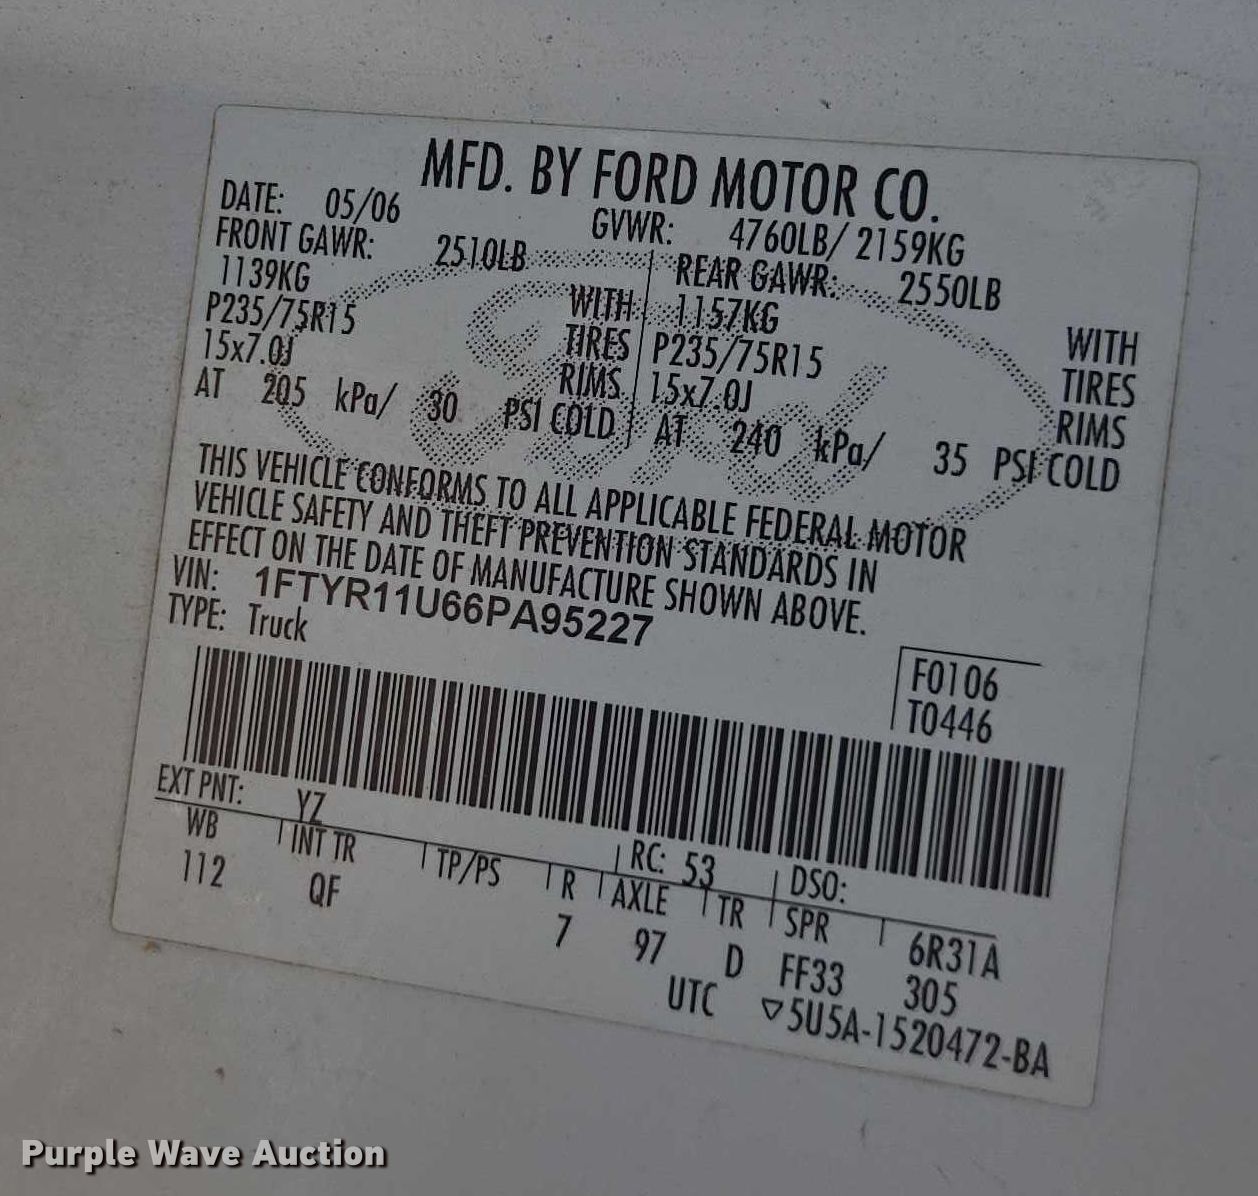 MFD. BY FORD MOTOR CO.
DATE: 05/06 GVWR: 4760LB/ 2159KG
FRONT GAWR: 2510LB REAR GAWR: 2550LB
1139KG WITH 1157KG WITH
P235/75R15 TIRES P235/75R15 TIRES
15x7.0J RIMS 15x7.0J RIMS
AT 205 kPa/ 30 PSI COLD AT 240 kPa/ 35 PSI COLD
THIS VEHICLE CONFORMS TO ALL APPLICABLE FEDERAL MOTOR
VEHICLE SAFETY AND THEFT PREVENTION STANDARDS IN
EFFECT ON THE DATE OF MANUFACTURE SHOWN ABOVE.
VIN: 1FTYR11U66PA95227
TYPE: Truck
F0106
T0446
EXT PNT: YZ RC: 53 DSO:
WB INT TR TP/PS R AXLE TR SPR 6R31A
112 QF 7 97 D FF33 305
UTC ▽5U5A-1520472-BA
Ford
Purple Wave Auction